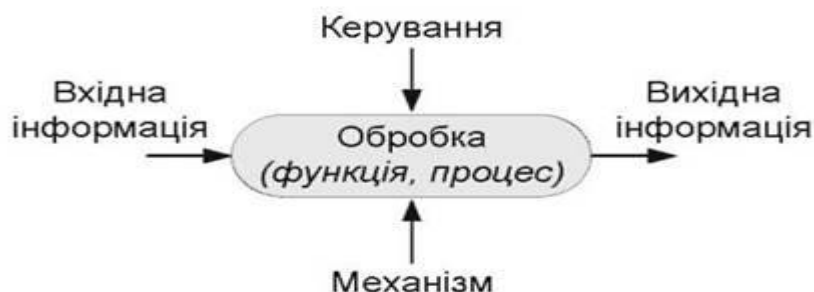 Керування
Вхідна
інформація
Обробка
(функція, процес)
Вихідна
інформація
Механізм